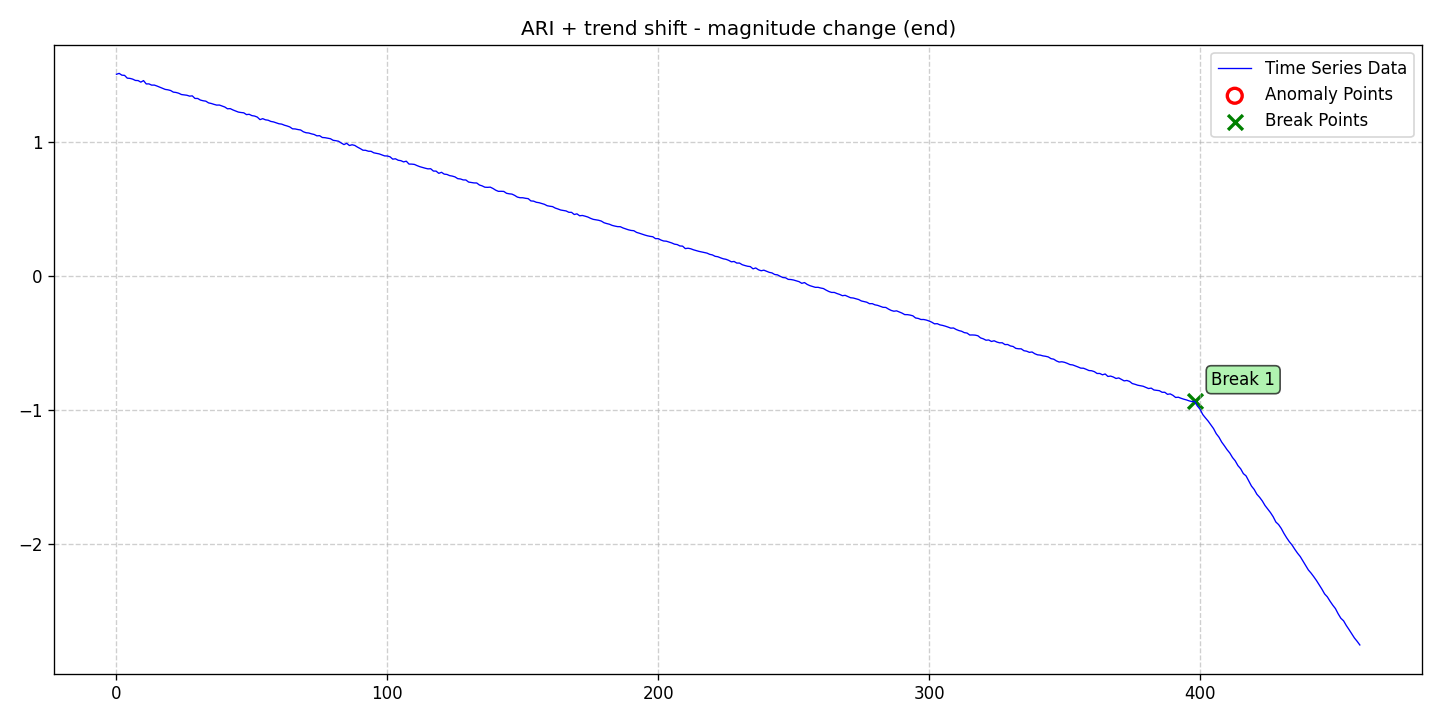 ARI + trend shift - magnitude change (end)
Time Series Data
Anomaly Points
Break Points
1
0
−1
−2
Break 1
0
100
200
300
400